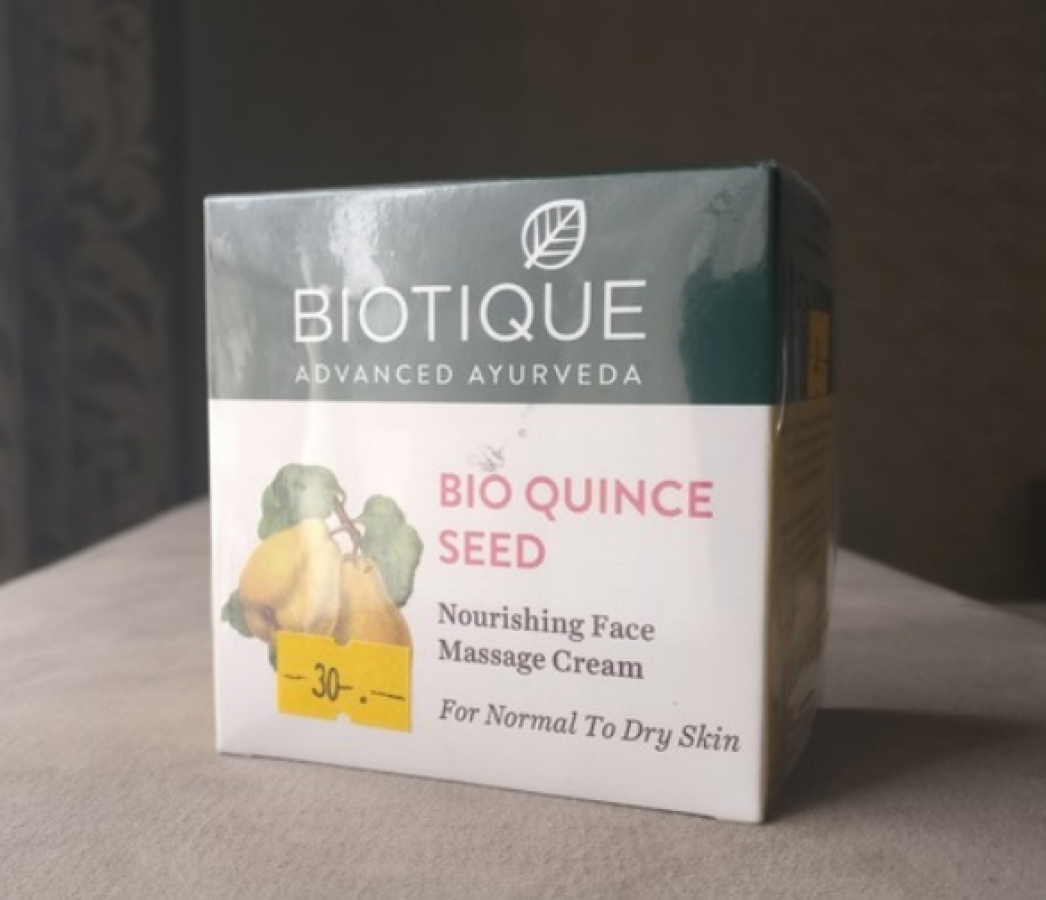 BIOTIQUE
ADVANCED AYURVEDA
BIO QUINCE
SEED
Nourishing Face
Massage Cream
For Normal To Dry Skin
-30-.-